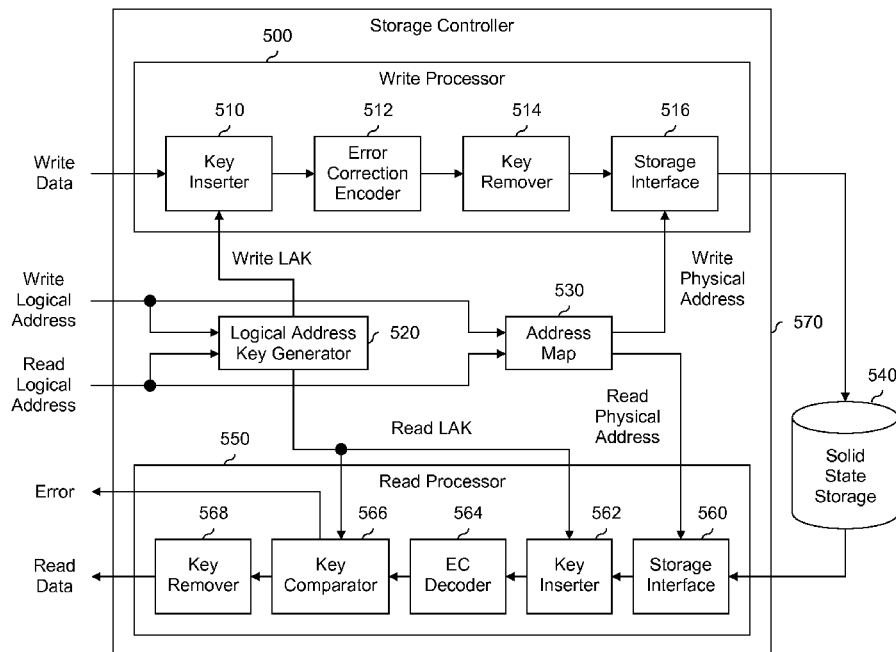 Storage Controller
500
Write Processor
510
512
514
516
Write
Data
Key
Inserter
Error
Correction
Encoder
Key
Remover
Storage
Interface
Write LAK
Write
Physical
Address
Write
Logical
Address
530
Logical Address
Key Generator
520
Address
Map
570
Read
Logical
Address
540
Read
Physical
Address
Read LAK
550
Solid
State
Storage
Read Processor
Error
568
566
564
562
560
Read
Data
Key
Remover
Key
Comparator
EC
Decoder
Key
Inserter
Storage
Interface